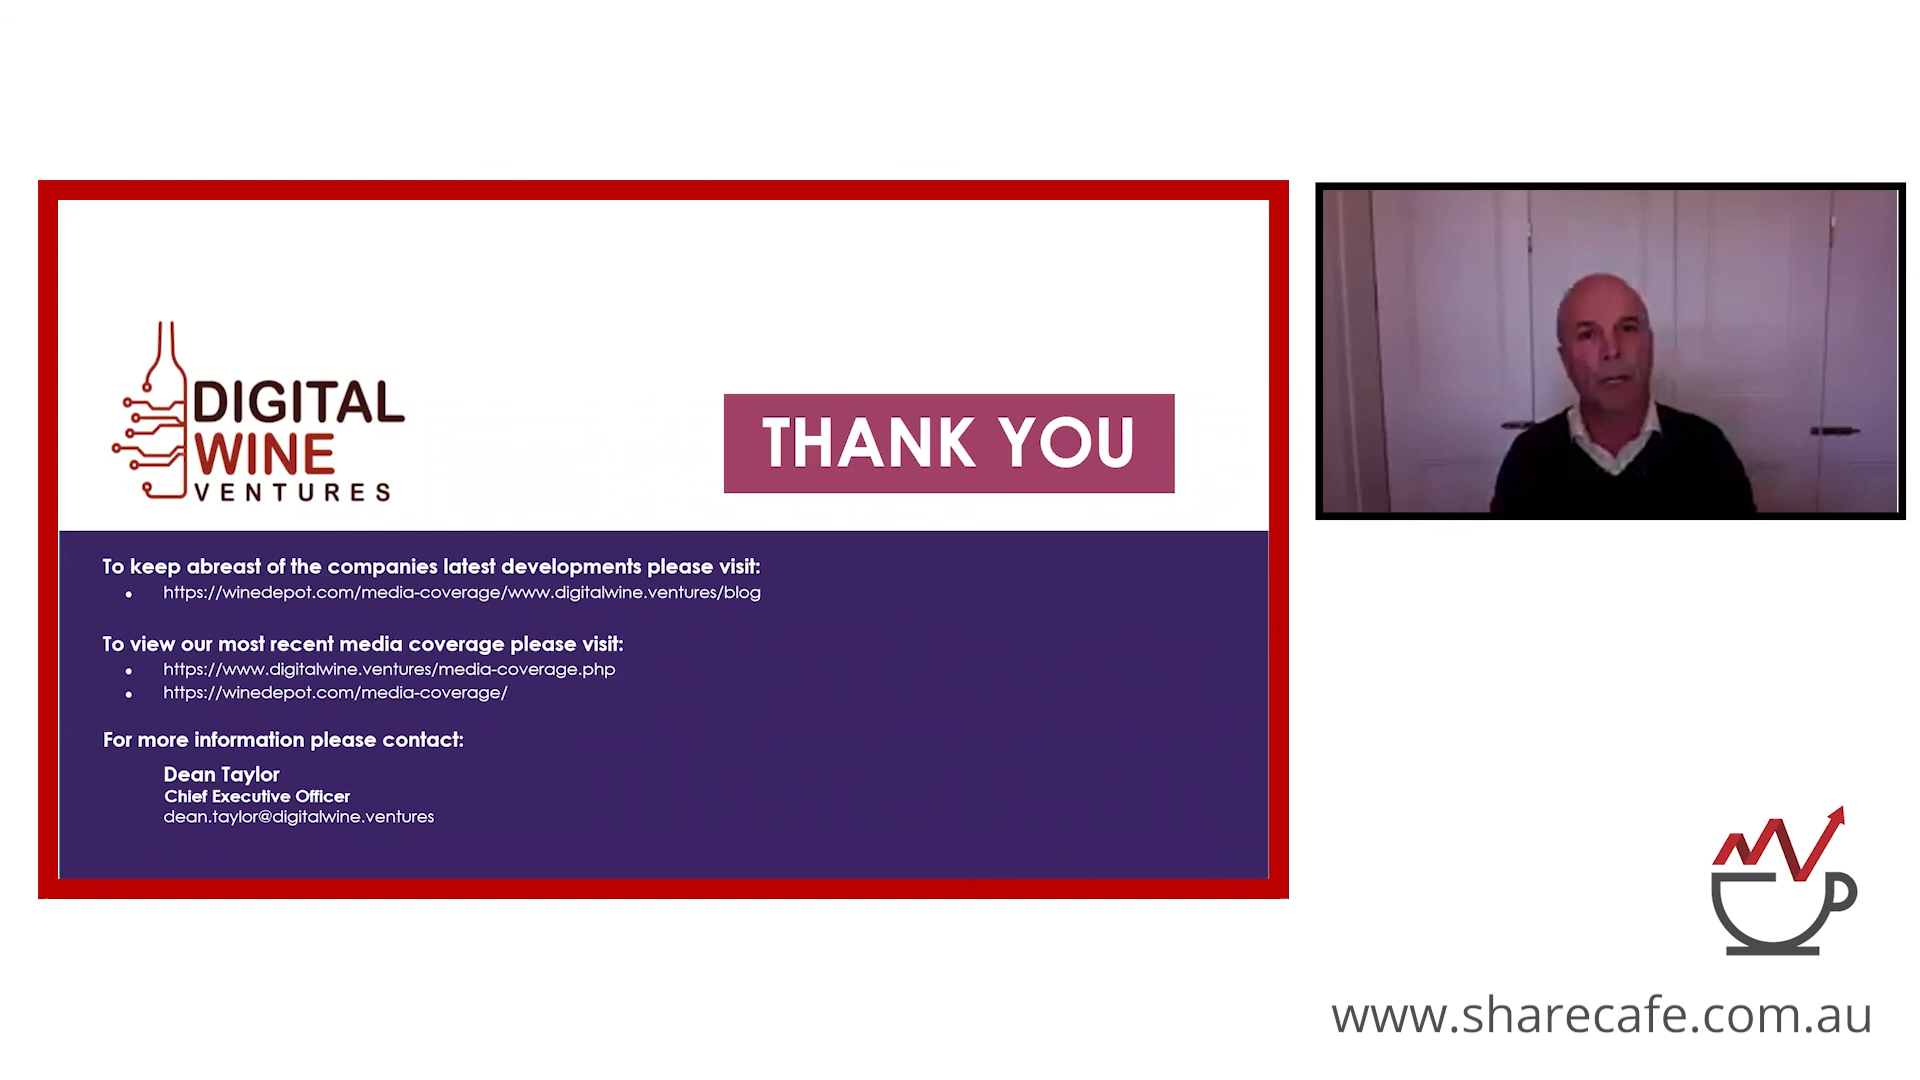 DIGITAL
WINE
VENTURES
THANK YOU
To keep abreast of the companies latest developments please visit:
• https://winedepot.com/media-coverage/www.digitalwine.ventures/blog
To view our most recent media coverage please visit:
• https://www.digitalwine.ventures/media-coverage.php
• https://winedepot.com/media-coverage/
For more information please contact:
Dean Taylor
Chief Executive Officer
dean.taylor@digitalwine.ventures
www.sharecafe.com.au